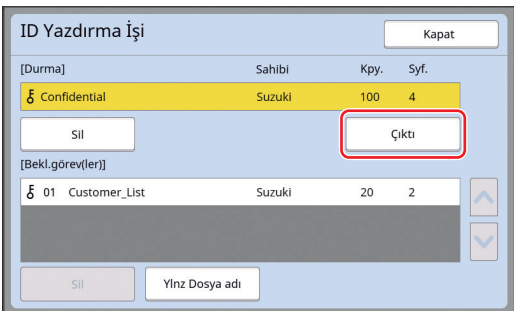 ID Yazdırma İşi Kapat
[Durma] Sahibi Kpy. Syf.
Confidential Suzuki 100 4
Sil Çıktı
[Bekl.görev(ler)]
01 Customer_List Suzuki 20 2
Sil Ylnz Dosya adı